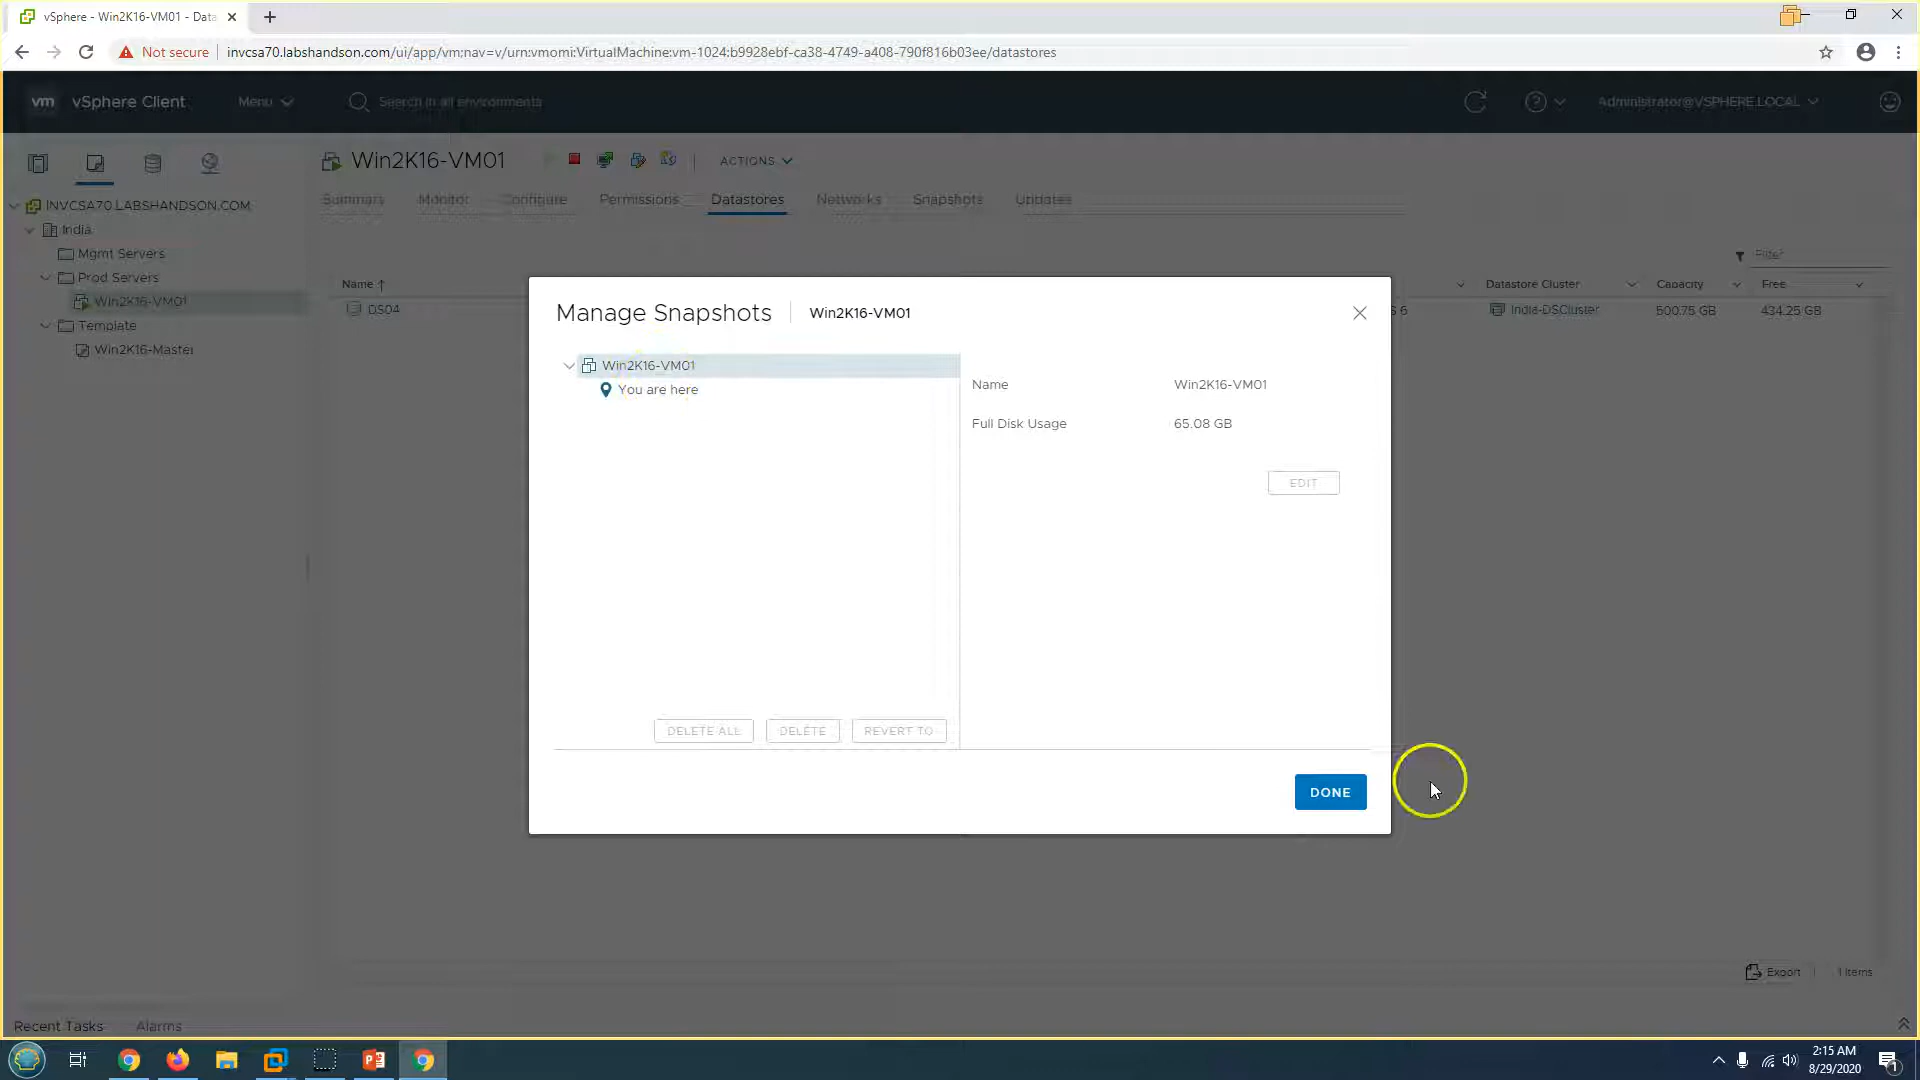 vSphere - Win2K16-VM01 - Data
Not secure
invcsa70.labshandson.com/ui/app/vm;nav=v/urn:vmomi:VirtualMachine:vm-1024:b9928ebf-ca38-4749-a408-790f816b03ee/datastores
vm vSphere Client Menu Search in all environments Administrator@VSPHERE.LOCAL
Win2K16-VM01 ACTIONS
Summary Monitor Configure Permissions Datastores Networks Snapshots Updates
INVCSA70.LABSHANDSON.COM
India
Mgmt Servers
Prod Servers
Win2K16-VM01
Template
Win2K16-Master
Filter
Name Datastore Cluster Capacity Free
DS04 S 6 India-DSCluster 500.75 GB 434.25 GB
Manage Snapshots Win2K16-VM01
Win2K16-VM01
You are here
Name Win2K16-VM01
Full Disk Usage 65.08 GB
EDIT
DELETE ALL DELETE REVERT TO
DONE
Export 1 items
Recent Tasks Alarms
2:15 AM
8/29/2020
1